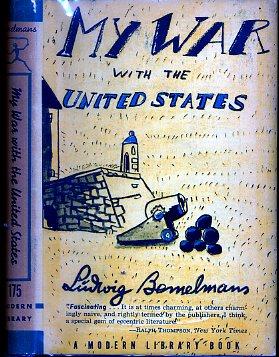 emelmans
My War with the United States
175
MODERN
LIBRARY
MY WAR
WITH THE
UNITED STATES
Ludwig Bemelmans
"Fascinating . . . It is at times charming, at others charm-
ingly naive, and rightly termed by the publishers, I think,
a special gem of eccentric literature."
—RALPH THOMPSON, New York Times
A MODERN LIBRARY BOOK